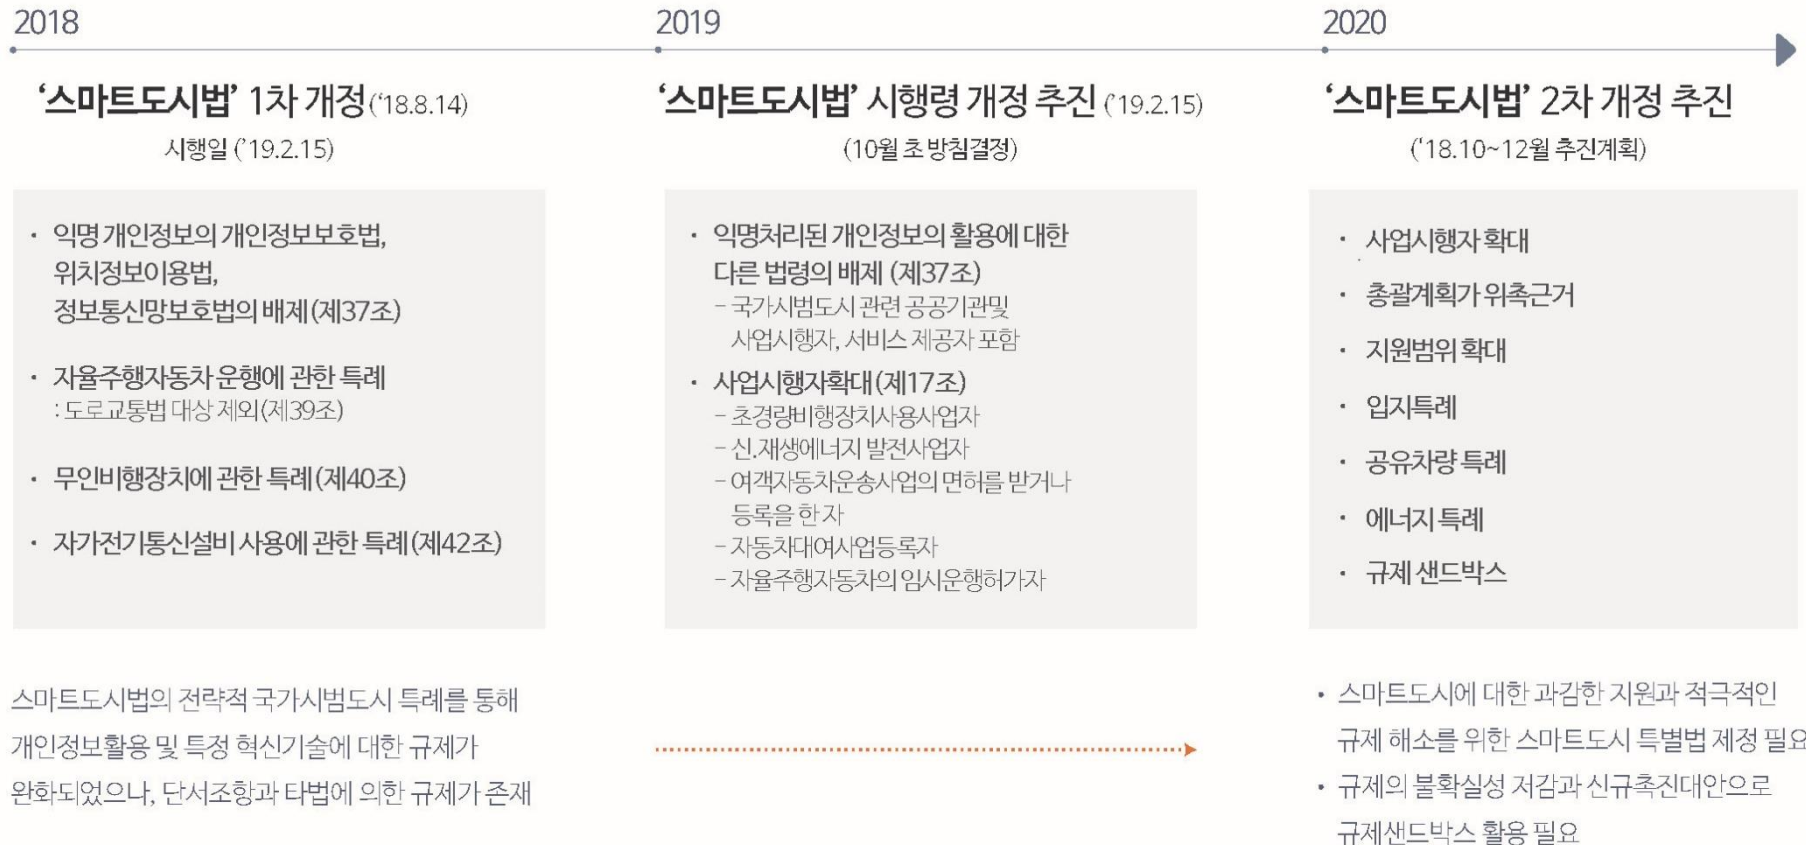 2018
2019
2020
‘스마트도시법’ 1차 개정(‘18.8.14)
시행일 (’19.2.15)
· 익명 개인정보의 개인정보보호법,
위치정보이용법,
정보통신망보호법의 배제(제37조)
· 자율주행자동차 운행에 관한 특례
: 도로교통법 대상 제외(제39조)
· 무인비행장치에 관한 특례(제40조)
· 자가전기통신설비 사용에 관한 특례(제42조)
스마트도시법의 전략적 국가시범도시 특례를 통해
개인정보활용 및 특정 혁신기술에 대한 규제가
완화되었으나, 단서조항과 타법에 의한 규제가 존재
‘스마트도시법’ 시행령 개정 추진 (’19.2.15)
(10월 초 방침결정)
· 익명처리된 개인정보의 활용에 대한
다른 법령의 배제 (제37조)
– 국가시범도시 관련 공공기관및
사업시행자, 서비스 제공자 포함
· 사업시행자확대(제17조)
– 초경량비행장치사용사업자
– 신.재생에너지 발전사업자
– 여객자동차운송사업의 면허를 받거나
등록을 한 자
– 자동차대여사업등록자
– 자율주행자동차의 임시운행허가자
‘스마트도시법’ 2차 개정 추진
(‘18.10~12월 추진계획)
· 사업시행자 확대
· 총괄계획가 위촉근거
· 지원범위 확대
· 입지특례
· 공유차량 특례
· 에너지 특례
· 규제 샌드박스
• 스마트도시에 대한 과감한 지원과 적극적인
규제 해소를 위한 스마트도시 특별법 제정 필요
• 규제의 불확실성 저감과 신규촉진대안으로
규제샌드박스 활용 필요